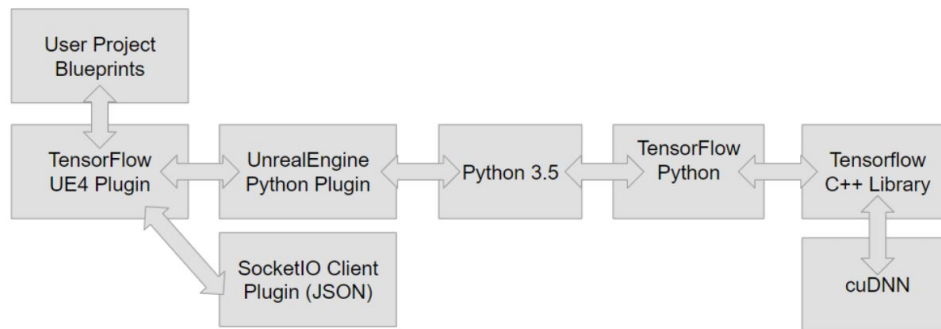 User Project
Blueprints
TensorFlow
UE4 Plugin
UnrealEngine
Python Plugin
Python 3.5
TensorFlow
Python
Tensorflow
C++ Library
SocketIO Client
Plugin (JSON)
cuDNN